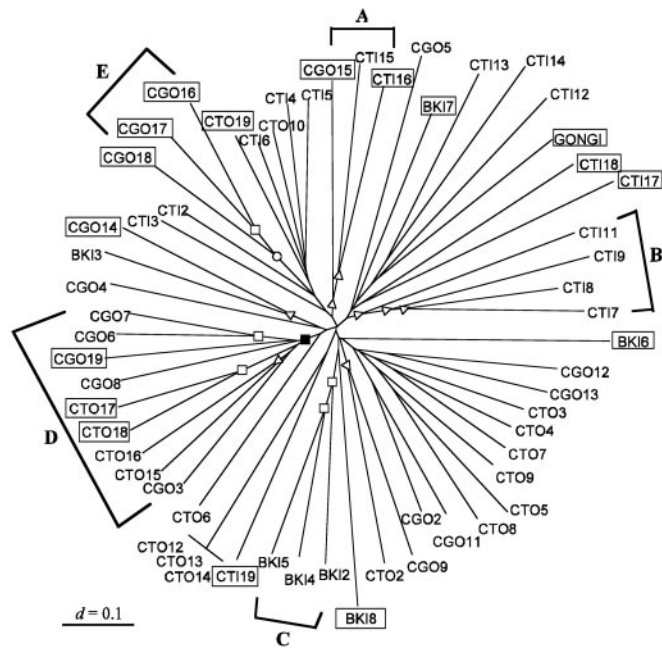 A
E
CTI15
CGO5
CGO15
CTI13
CTI14
CTI16
CGO16
CTI4
CTI5
CTI12
CTO19
CTO10
BKI7
CGO17
CTI6
GONGI
CGO18
CTI18
CTI17
CTI2
CGO14
CTI3
CTI11
B
BKI3
CTI9
CGO4
CTI8
CGO7
CTI7
CGO6
BKI6
CGO19
CGO12
CGO8
CGO13
CTO17
CTO3
D
CTO18
CTO4
CTO16
CTO7
CTO15
CTO9
CGO3
CTO5
CTO6
CGO2
CTO8
CGO11
CTO12
CTO13
CTO14
CTI19
BKI5
BKI4
BKI2
CTO2
CGO9
d = 0.1
C
BKI8